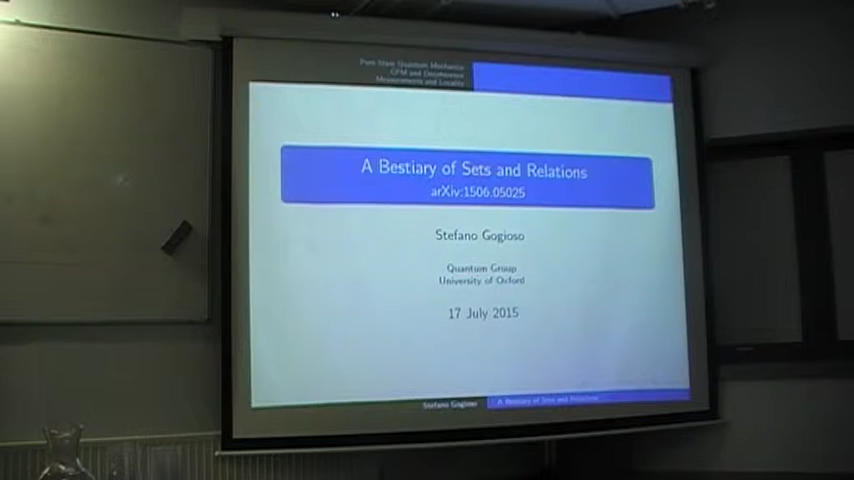 Pure State Quantum Mechanics
CPM and Decoherence
Measurements and Locality
A Bestiary of Sets and Relations
arXiv:1506.05025
Stefano Gogioso
Quantum Group
University of Oxford
17 July 2015
Stefano Gogioso
A Bestiary of Sets and Relations